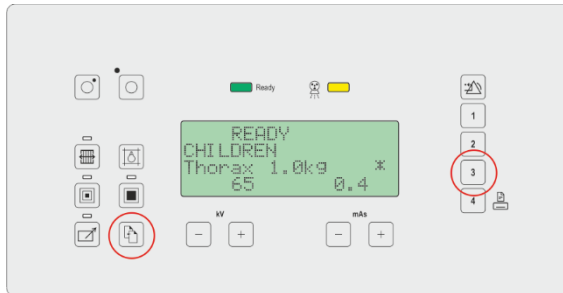 Ready
READY
CHILDREN
Thorax 1.0kg
65 0.4
kV
mAs
- +
- +
1
2
3
4